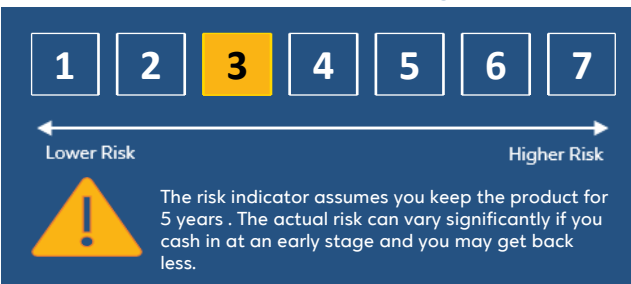 1 2 3 4 5 6 7
Lower Risk Higher Risk
!
The risk indicator assumes you keep the product for
5 years . The actual risk can vary significantly if you
cash in at an early stage and you may get back
less.